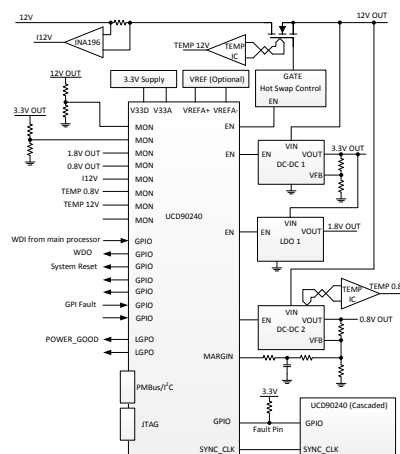 12V
12V OUT
I12V
INA196
TEMP 12V
TEMP
IC
12V OUT
3.3V Supply
VREF (Optional)
GATE
Hot Swap Control
EN
3.3V OUT
V33D V33A
VREFA+ VREFA-
MON
EN
MON
1.8V OUT
MON
EN
EN
VIN
VOUT
3.3V OUT
DC-DC 1
VFB
0.8V OUT
MON
I12V
MON
TEMP 0.8V
MON
TEMP 12V
MON
MON
UCD90240
EN
EN
VIN
VOUT
1.8V OUT
LDO 1
WDI from main processor
GPIO
WDO
GPIO
System Reset
GPIO
GPIO
GPI Fault
GPIO
GPIO
TEMP
IC
TEMP 0.8
EN
EN
VIN
VOUT
0.8V OUT
DC-DC 2
VFB
POWER_GOOD
LGPO
LGPO
MARGIN
PMBus/I²C
JTAG
3.3V
UCD90240 (Cascaded)
GPIO
GPIO
Fault Pin
SYNC_CLK
SYNC_CLK